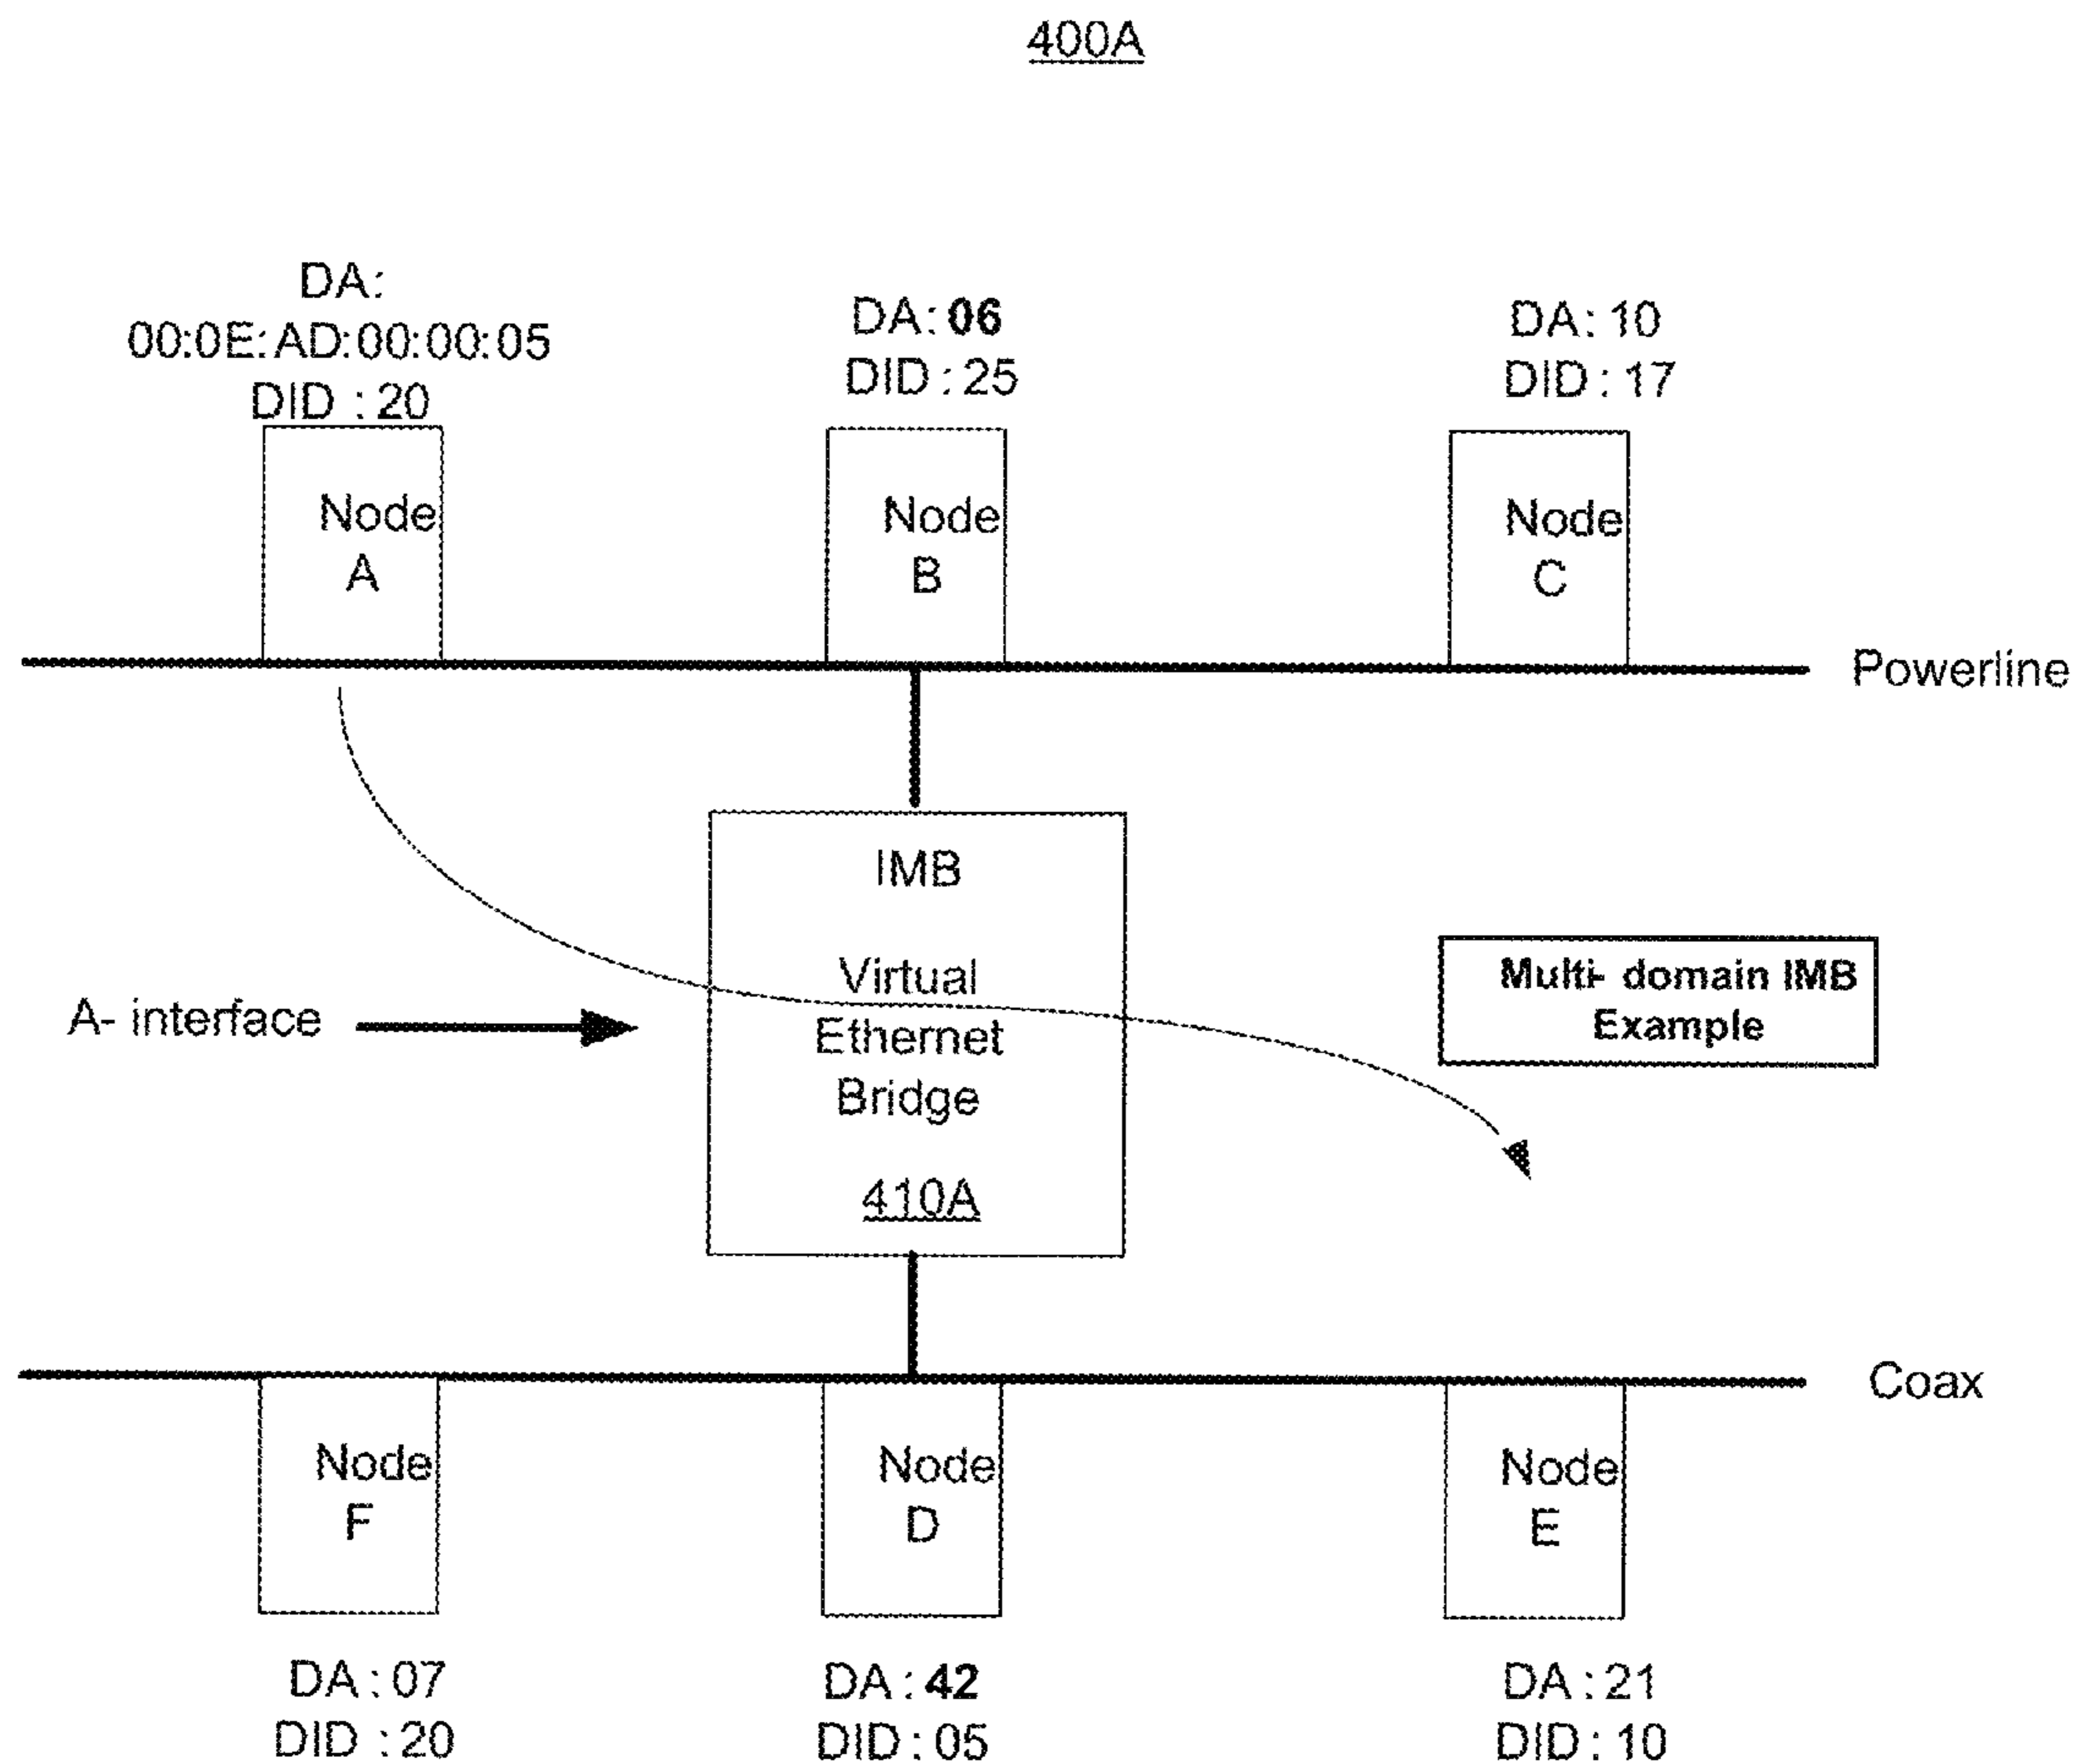 400A
DA:
00:0E:AD:00:00:05
DID : 20
DA: 06
DID : 25
DA: 10
DID : 17
Node
A
Node
B
Node
C
Powerline
IMB
Virtual
Ethernet
Bridge
410A
A- interface
Multi- domain IMB
Example
Coax
Node
F
Node
D
Node
E
DA : 07
DID : 20
DA : 42
DID : 05
DA : 21
DID : 10